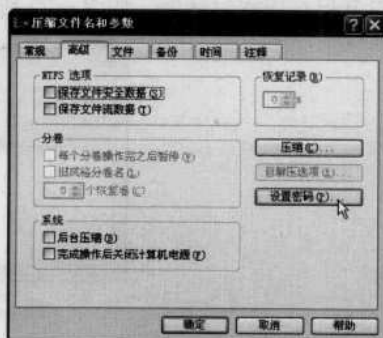 压缩文件名和参数
常规 高级 文件 备份 时间 注释
NTFS 选项
保存文件安全数据(S)
保存文件流数据(T)
恢复记录(R)
0 %
分卷
每个分卷操作完之后暂停(V)
旧风格分卷名(L)
0 个恢复卷(C)
压缩(C)...
自解压选项(X)...
设置密码(P)...
系统
后台压缩(B)
完成操作后关闭计算机电源(F)
确定 取消 帮助